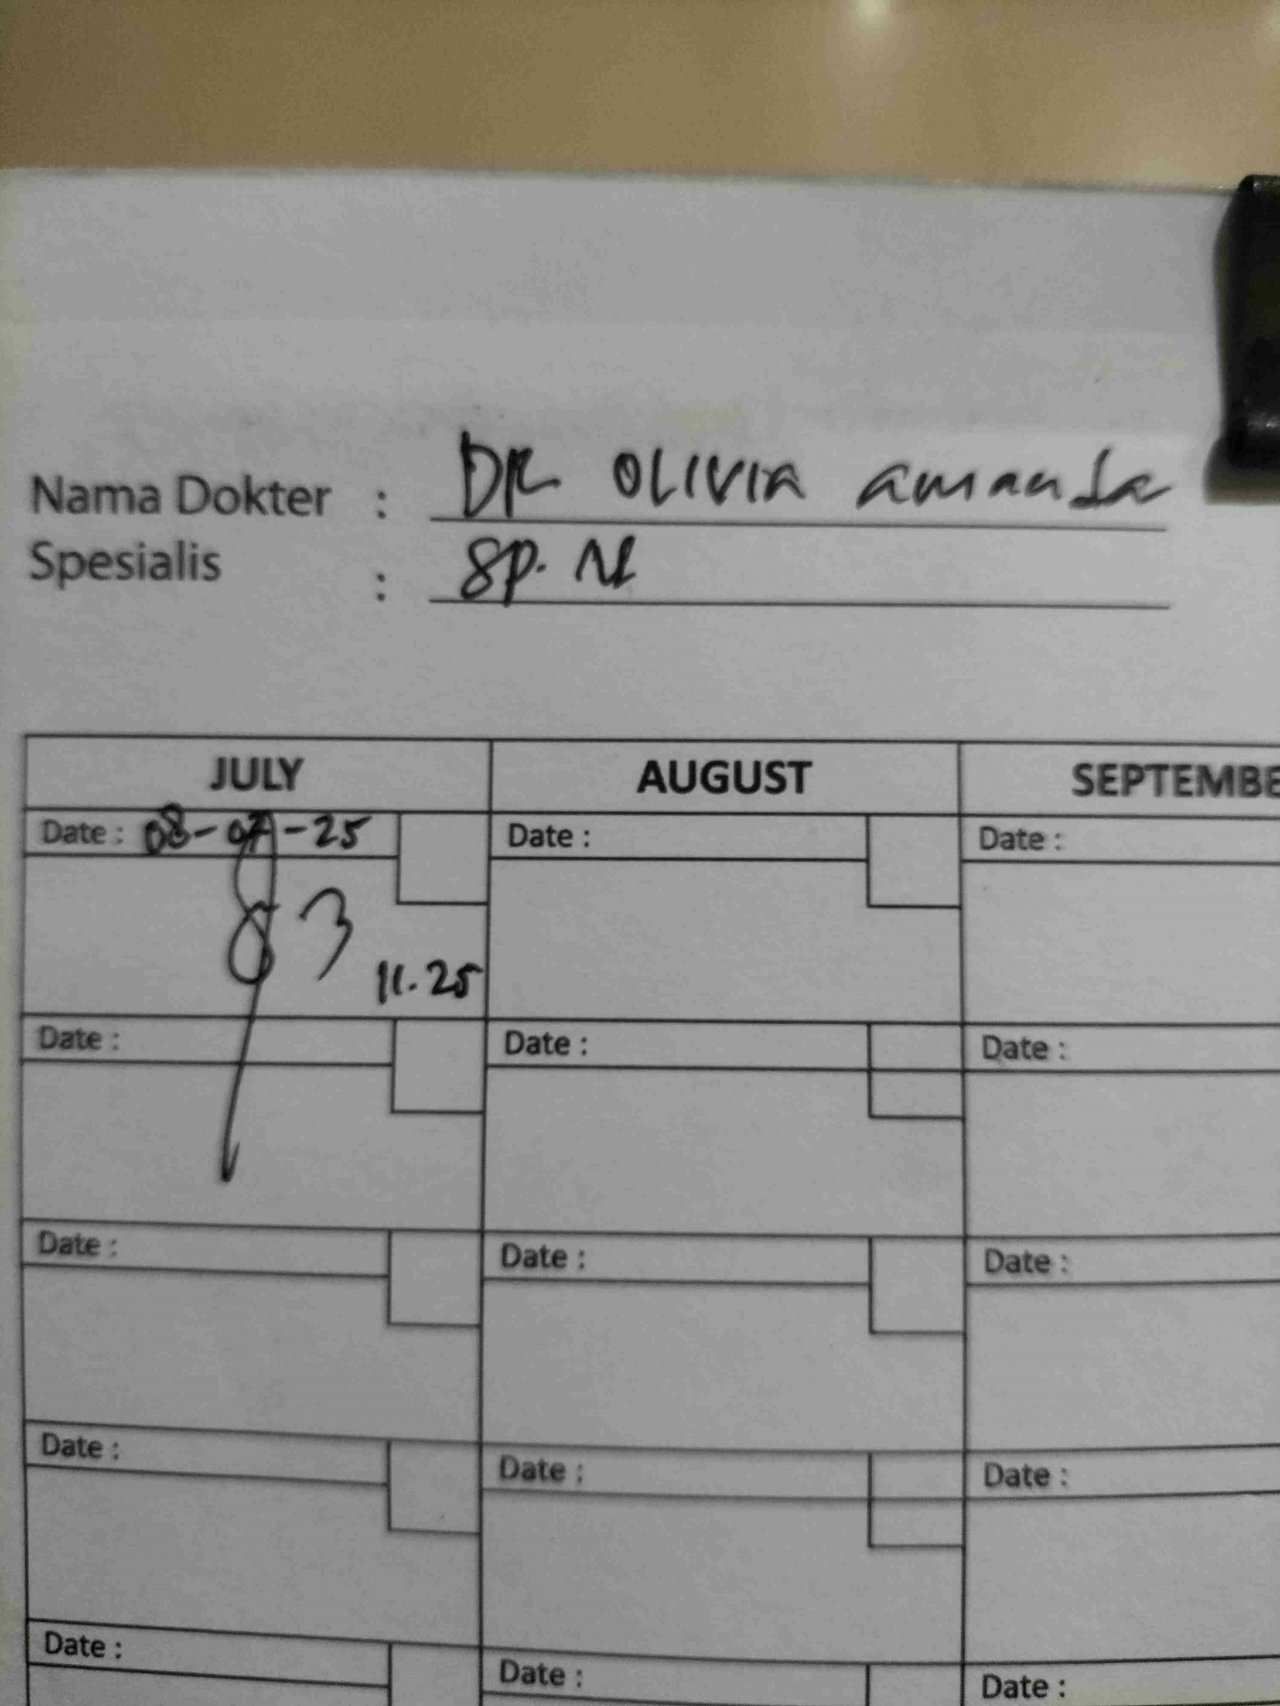 Nama Dokter : DR OLIVIA amanda
Spesialis : SP. N
JULY AUGUST SEPTEMBE
Date : 08-07-25 Date : Date :
11.25
Date : Date : Date :
Date : Date : Date :
Date : Date : Date :
Date : Date : Date :